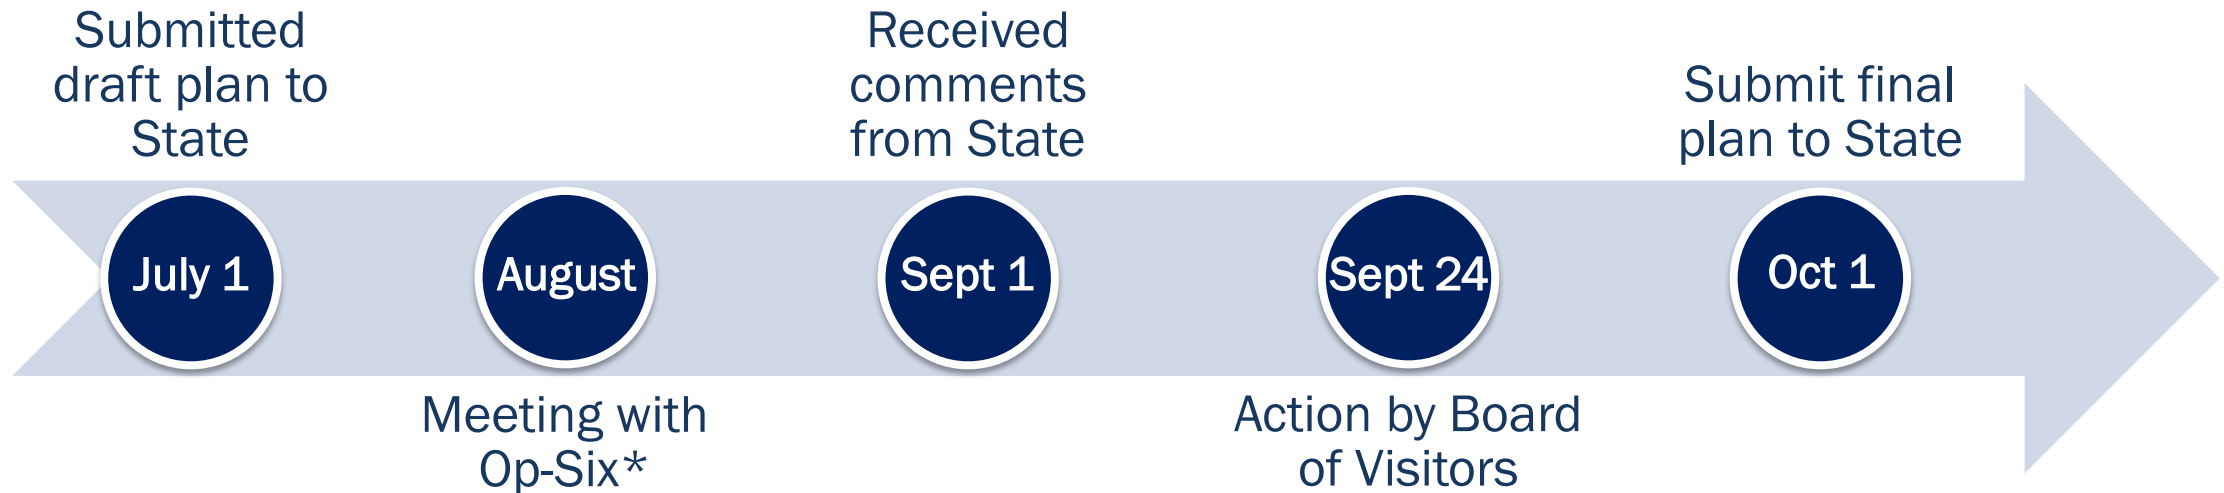 Submitted
draft plan to
State
July 1
August
Meeting with
Op-Six*
Received
comments
from State
Sept 1
Sept 24
Action by Board
of Visitors
Submit final
plan to State
Oct 1